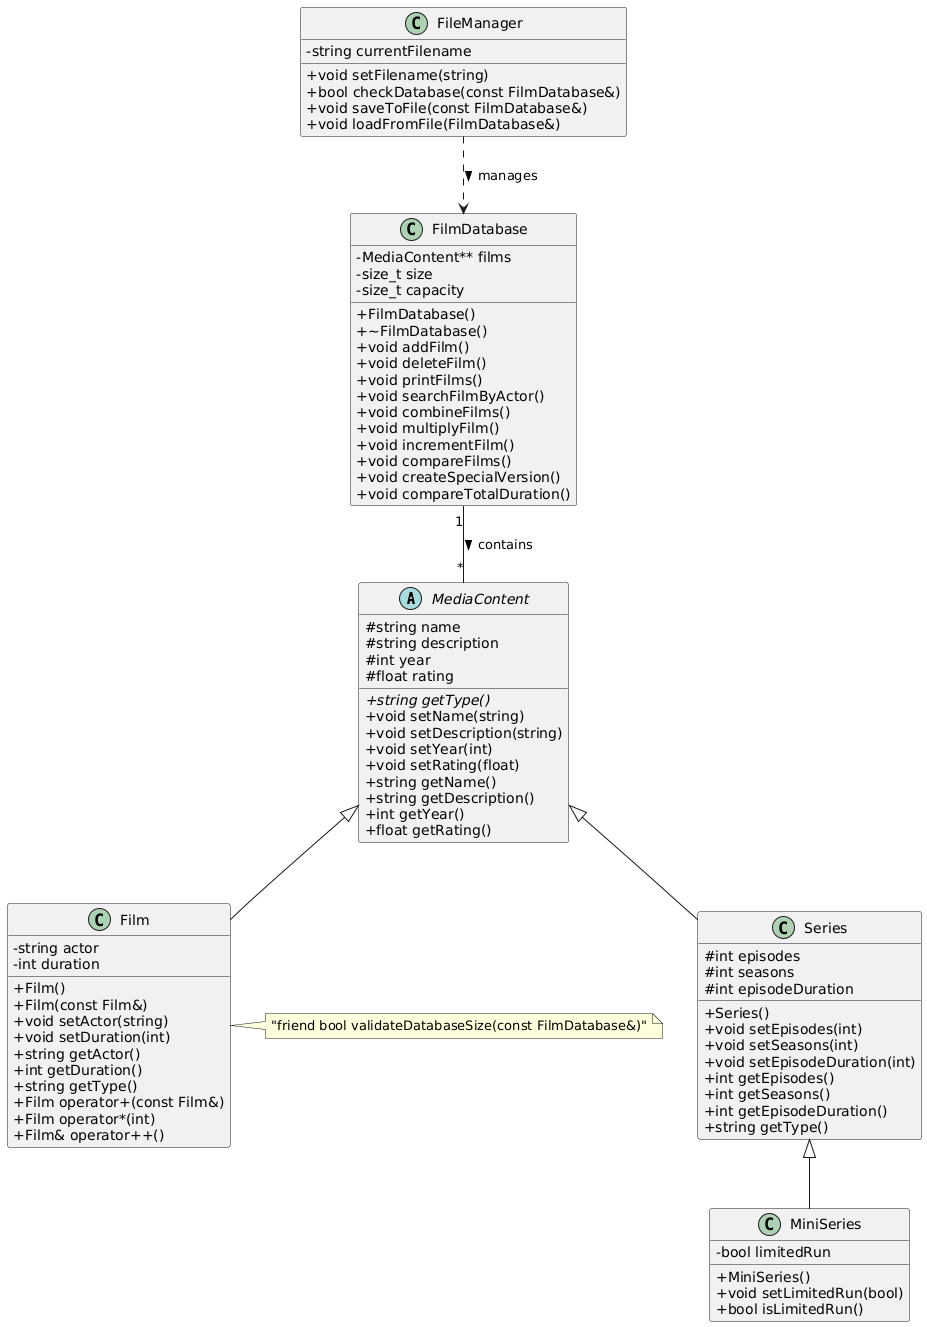 C FileManager
-string currentFilename
+void setFilename(string)
+bool checkDatabase(const FilmDatabase&)
+void saveToFile(const FilmDatabase&)
+void loadFromFile(FilmDatabase&)
manages
C FilmDatabase
-MediaContent** films
-size_t size
-size_t capacity
+FilmDatabase()
+~FilmDatabase()
+void addFilm()
+void deleteFilm()
+void printFilms()
+void searchFilmByActor()
+void combineFilms()
+void multiplyFilm()
+void incrementFilm()
+void compareFilms()
+void createSpecialVersion()
+void compareTotalDuration()
1
contains
*
A MediaContent
#string name
#string description
#int year
#float rating
+string getType()
+void setName(string)
+void setDescription(string)
+void setYear(int)
+void setRating(float)
+string getName()
+string getDescription()
+int getYear()
+float getRating()
C Film
-string actor
-int duration
+Film()
+Film(const Film&)
+void setActor(string)
+void setDuration(int)
+string getActor()
+int getDuration()
+string getType()
+Film operator+(const Film&)
+Film operator*(int)
+Film& operator++()
"friend bool validateDatabaseSize(const FilmDatabase&)"
C Series
#int episodes
#int seasons
#int episodeDuration
+Series()
+void setEpisodes(int)
+void setSeasons(int)
+void setEpisodeDuration(int)
+int getEpisodes()
+int getSeasons()
+int getEpisodeDuration()
+string getType()
C MiniSeries
-bool limitedRun
+MiniSeries()
+void setLimitedRun(bool)
+bool isLimitedRun()